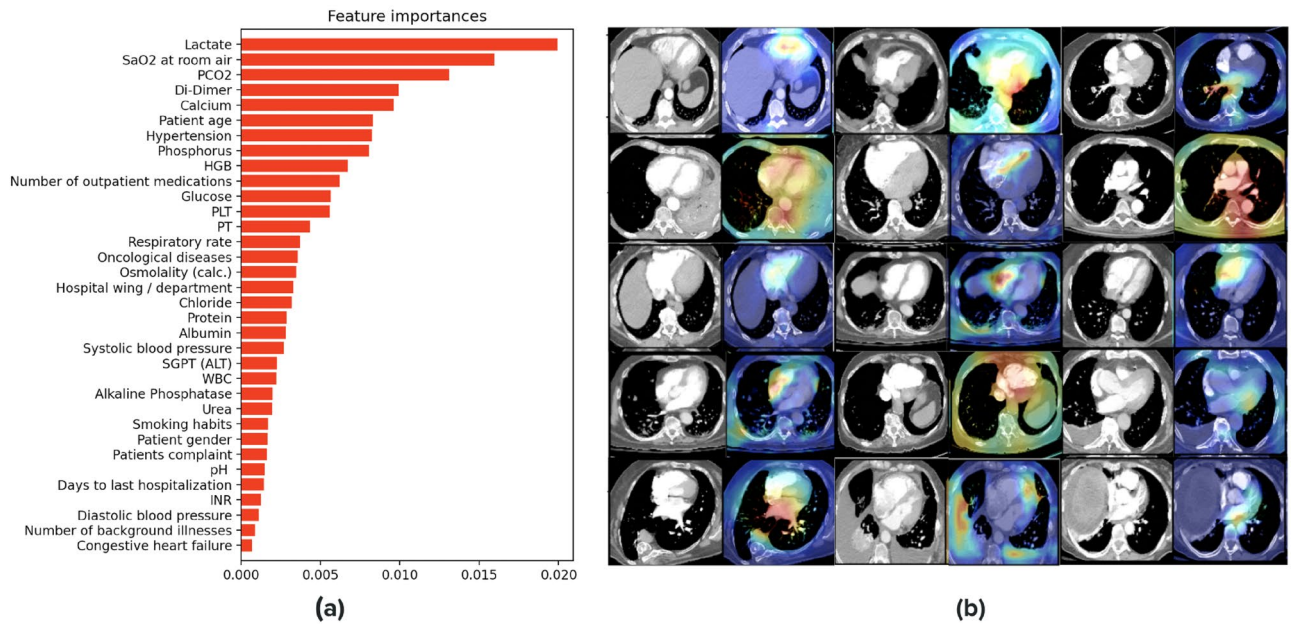 Feature importances
Lactate
SaO2 at room air
PCO2
Di-Dimer
Calcium
Patient age
Hypertension
Phosphorus
HGB
Number of outpatient medications
Glucose
PLT
PT
Respiratory rate
Oncological diseases
Osmolality (calc.)
Hospital wing / department
Chloride
Protein
Albumin
Systolic blood pressure
SGPT (ALT)
WBC
Alkaline Phosphatase
Urea
Smoking habits
Patient gender
Patients complaint
pH
Days to last hospitalization
INR
Diastolic blood pressure
Number of background illnesses
Congestive heart failure
0.000 0.005 0.010 0.015 0.020
(a)
(b)